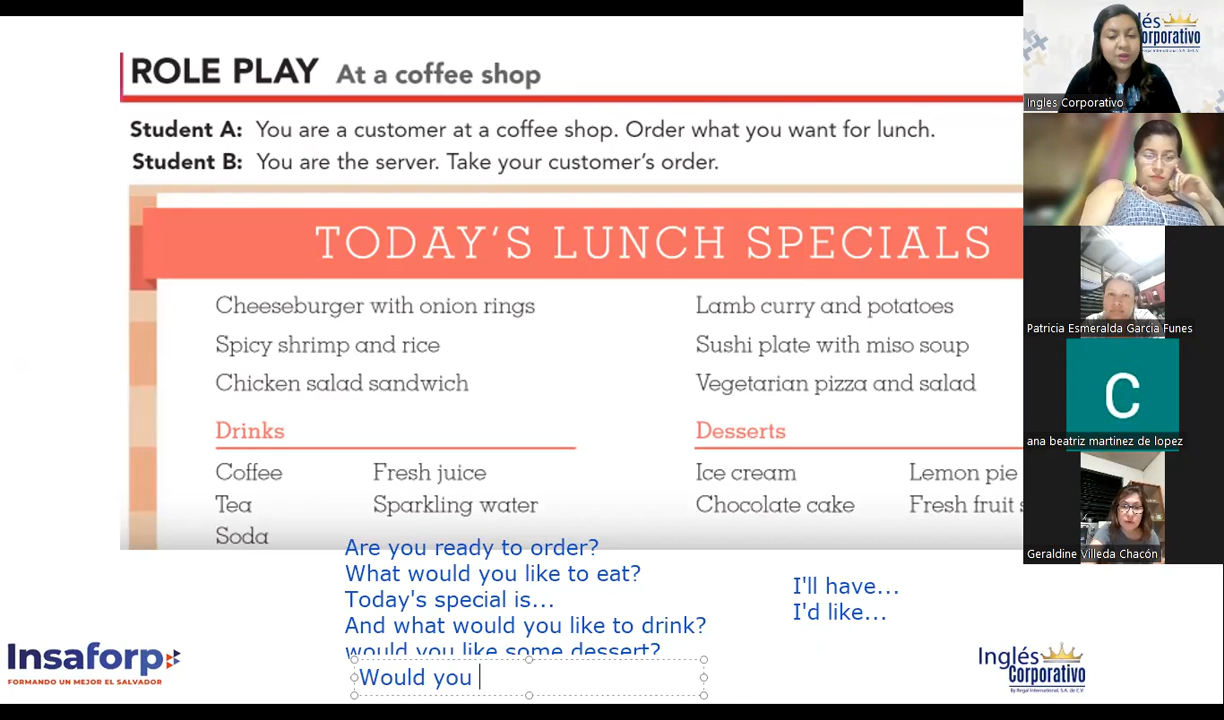 ROLE PLAY At a coffee shop
Student A: You are a customer at a coffee shop. Order what you want for lunch.
Student B: You are the server. Take your customer's order.
TODAY'S LUNCH SPECIALS
Cheeseburger with onion rings
Spicy shrimp and rice
Chicken salad sandwich
Lamb curry and potatoes
Sushi plate with miso soup
Vegetarian pizza and salad
Drinks
Coffee Fresh juice
Tea Sparkling water
Soda
Desserts
Ice cream Lemon pie
Chocolate cake Fresh fruit s
Are you ready to order?
What would you like to eat?
Today's special is...
And what would you like to drink?
would you like some dessert?
Would you
I'll have...
I'd like...
Insaforp
FORMANDO UN MEJOR EL SALVADOR
Inglés
Corporativo
By Regal International, S.A. de C.V.
és
orporativo
Ingles Corporativo
Patricia Esmeralda Garcia Funes
C
ana beatriz martinez de lopez
Geraldine Villeda Chacón